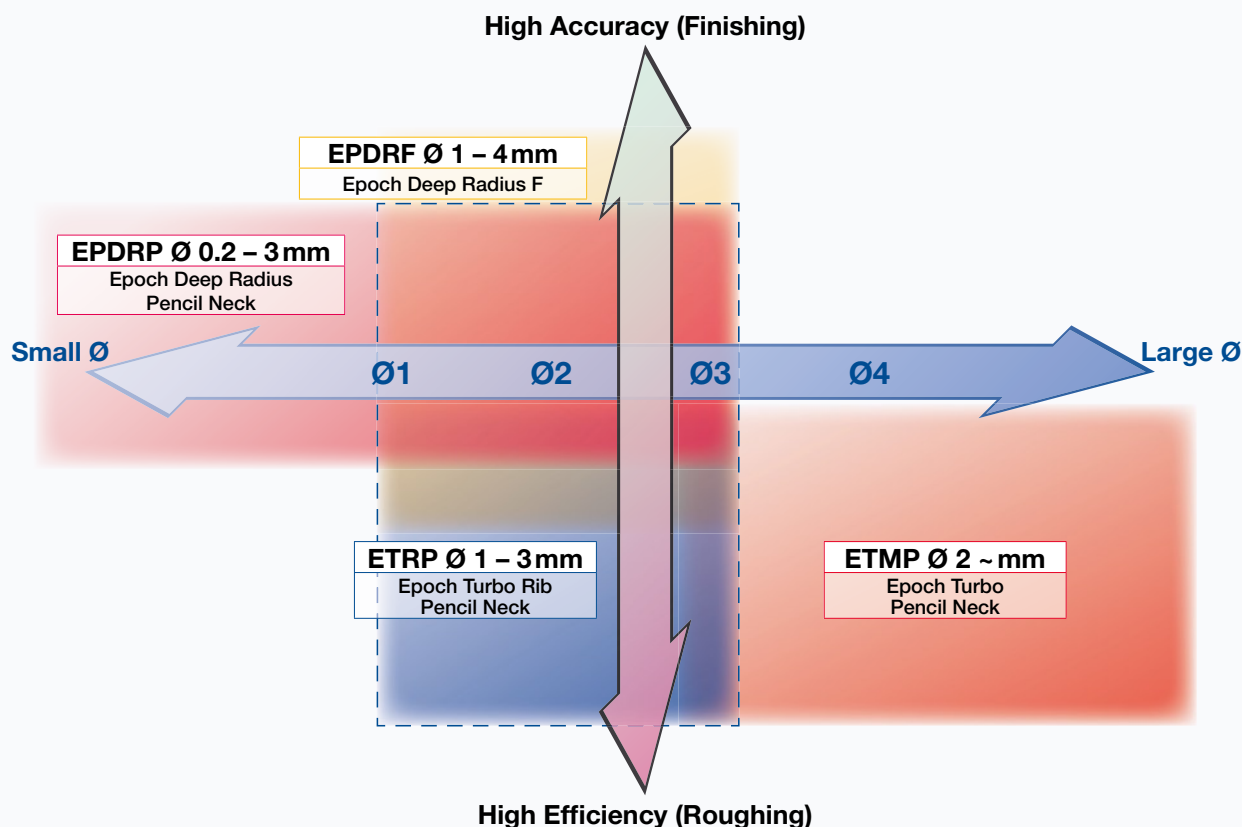 High Accuracy (Finishing)
EPDRF Ø 1 – 4 mm
Epoch Deep Radius F
EPDRP Ø 0.2 – 3 mm
Epoch Deep Radius
Pencil Neck
Small Ø
Ø1
Ø2
Ø3
Ø4
Large Ø
ETRP Ø 1 – 3 mm
Epoch Turbo Rib
Pencil Neck
ETMP Ø 2 ~ mm
Epoch Turbo
Pencil Neck
High Efficiency (Roughing)